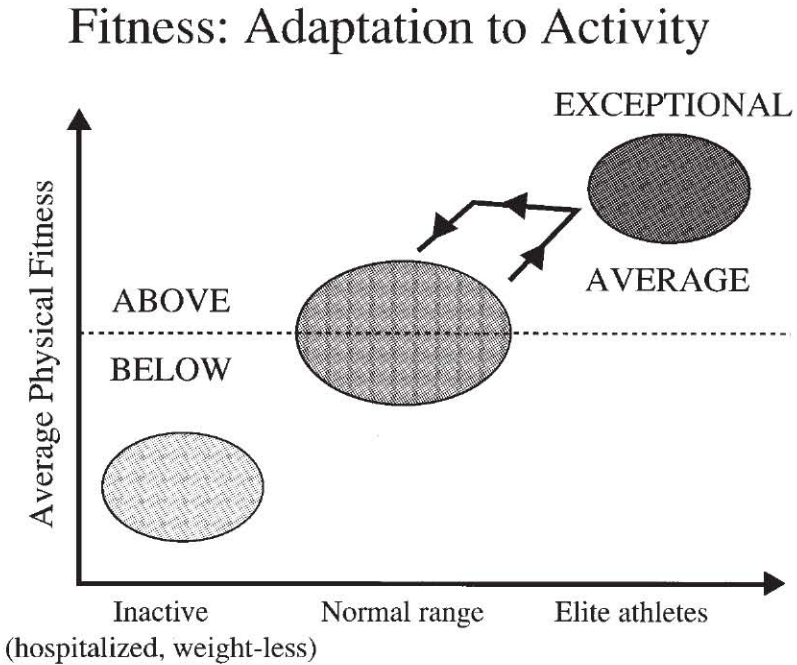 Fitness: Adaptation to Activity
EXCEPTIONAL
AVERAGE
ABOVE
BELOW
Average Physical Fitness
Inactive
(hospitalized, weight-less)
Normal range
Elite athletes